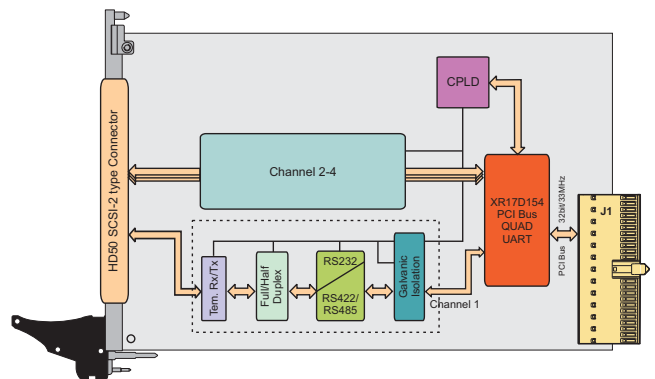 HD50 SCSI-2 type Connector
CPLD
Channel 2-4
XR17D154
PCI Bus
QUAD
UART
32bit/33MHz
PCI Bus
J1
Tem. Rx/Tx
Full/Half
Duplex
RS232
RS422/
RS485
Galvanic
Isolation
Channel 1